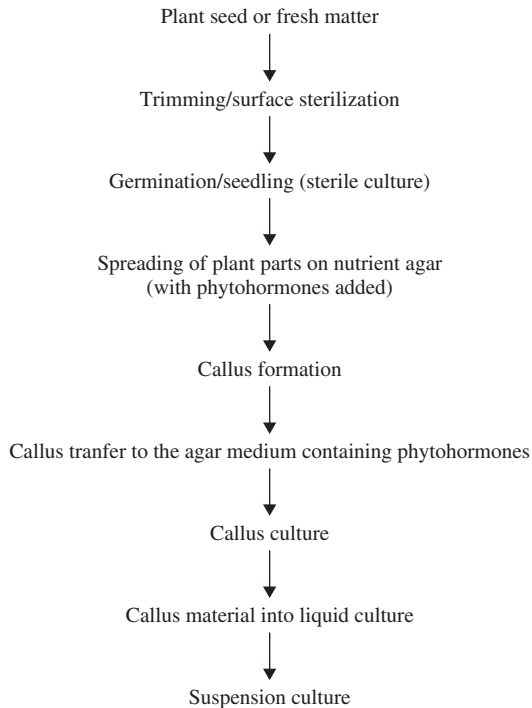 Plant seed or fresh matter
Trimming/surface sterilization
Germination/seedling (sterile culture)
Spreading of plant parts on nutrient agar
(with phytohormones added)
Callus formation
Callus tranfer to the agar medium containing phytohormones
Callus culture
Callus material into liquid culture
Suspension culture